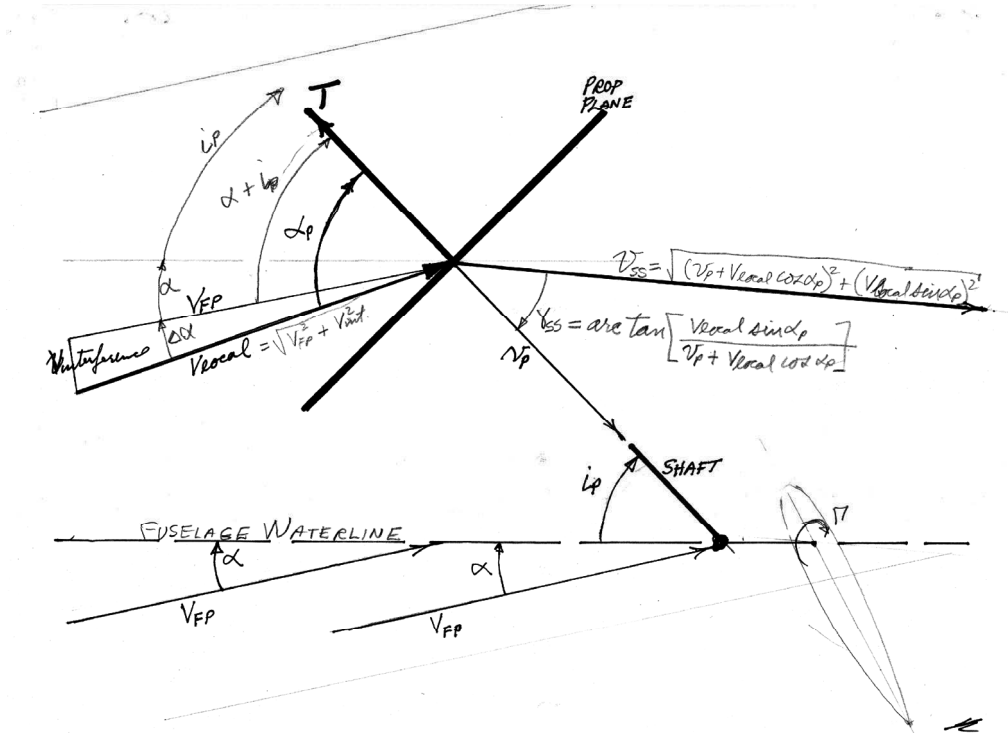 T
PROP
PLANE
iP
α + iP
αP
α
VFP
Δα
Vinterference
Vlocal = √VFP² + Vint²
𝓋SS = √(𝓋P + Vlocal cos αP)² + (Vlocal sin αP)²
γSS = arc tan [Vlocal sin αP / 𝓋P + Vlocal cos αP]
𝓋P
iP
SHAFT
FUSELAGE WATERLINE
Γ
α
α
VFP
VFP